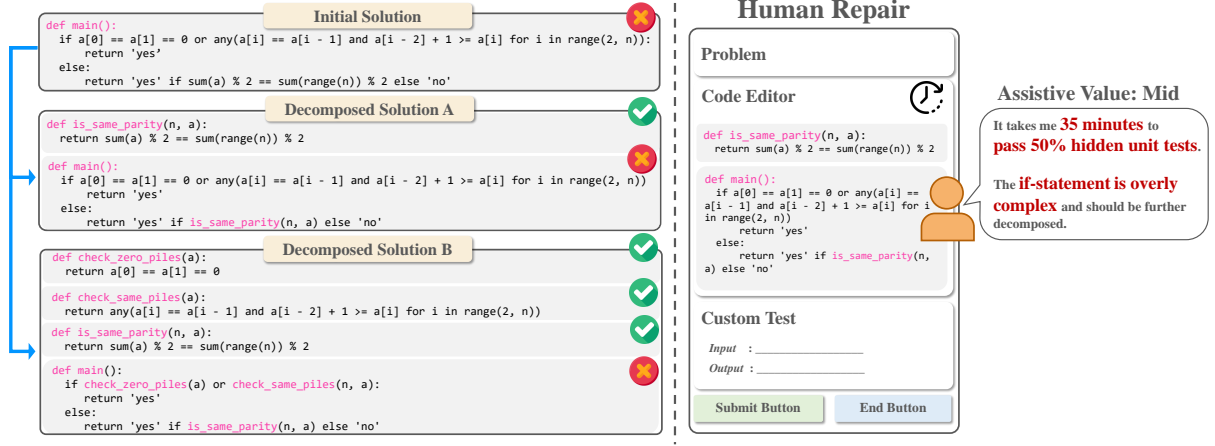 Initial Solution
def main():
if a[0] == a[1] == 0 or any(a[i] == a[i - 1] and a[i - 2] + 1 >= a[i] for i in range(2, n)):
return 'yes’
else:
return 'yes' if sum(a) % 2 == sum(range(n)) % 2 else 'no'
Decomposed Solution A
def is_same_parity(n, a):
return sum(a) % 2 == sum(range(n)) % 2
def main():
if a[0] == a[1] == 0 or any(a[i] == a[i - 1] and a[i - 2] + 1 >= a[i] for i in range(2, n))
return 'yes"
else:
return 'yes' if is_same_parity(n, a) else 'no'
Decomposed Solution B
def check_zero_piles(a):
return a[0] == a[1] == 0
def check_same_piles(a):
return any(a[i] == a[i - 1] and a[i - 2] + 1 >= a[i] for i in range(2, n))
def is_same_parity(n, a):
return sum(a) % 2 == sum(range(n)) % 2
def main():
if check_zero_piles(a) or check_same_piles(n, a):
return 'yes'
else:
return 'yes' if is_same_parity(n, a) else 'no'
Human Repair
Problem
Code Editor
def is_same_parity(n, a):
return sum(a) % 2 == sum(range(n)) % 2
def main():
if a[0] == a[1] == 0 or any(a[i] ==
a[i - 1] and a[i - 2] + 1 >= a[i] for i
in range(2, n))
return 'yes'
else:
return 'yes' if is_same_parity(n,
a) else 'no'
Custom Test
Input :
Output :
Submit Button
End Button
Assistive Value: Mid
It takes me 35 minutes to
pass 50% hidden unit tests.
The if-statement is overly
complex and should be further
decomposed.